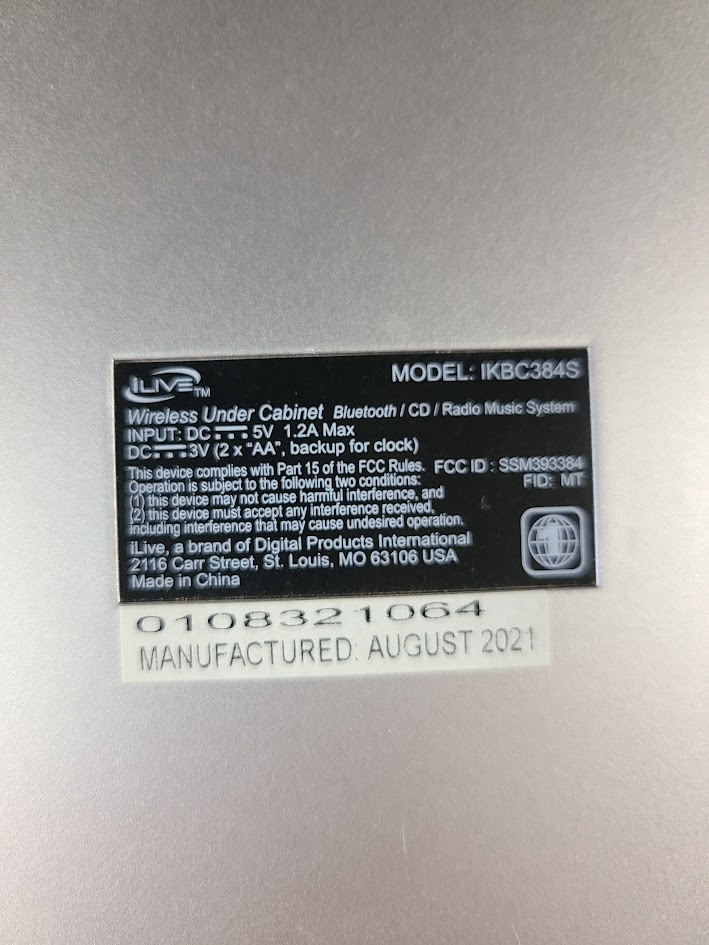 iLIVE™
MODEL: IKBC384S
Wireless Under Cabinet Bluetooth / CD / Radio Music System
INPUT: DC 5V 1.2A Max
DC 3V (2 x "AA", backup for clock)
This device complies with Part 15 of the FCC Rules.
Operation is subject to the following two conditions:
(1) this device may not cause harmful interference, and
(2) this device must accept any interference received,
including interference that may cause undesired operation.
FCC ID : SSM393384
FID: MT
iLive, a brand of Digital Products International
2116 Carr Street, St. Louis, MO 63106 USA
Made in China
1
0108321064
MANUFACTURED: AUGUST 2021